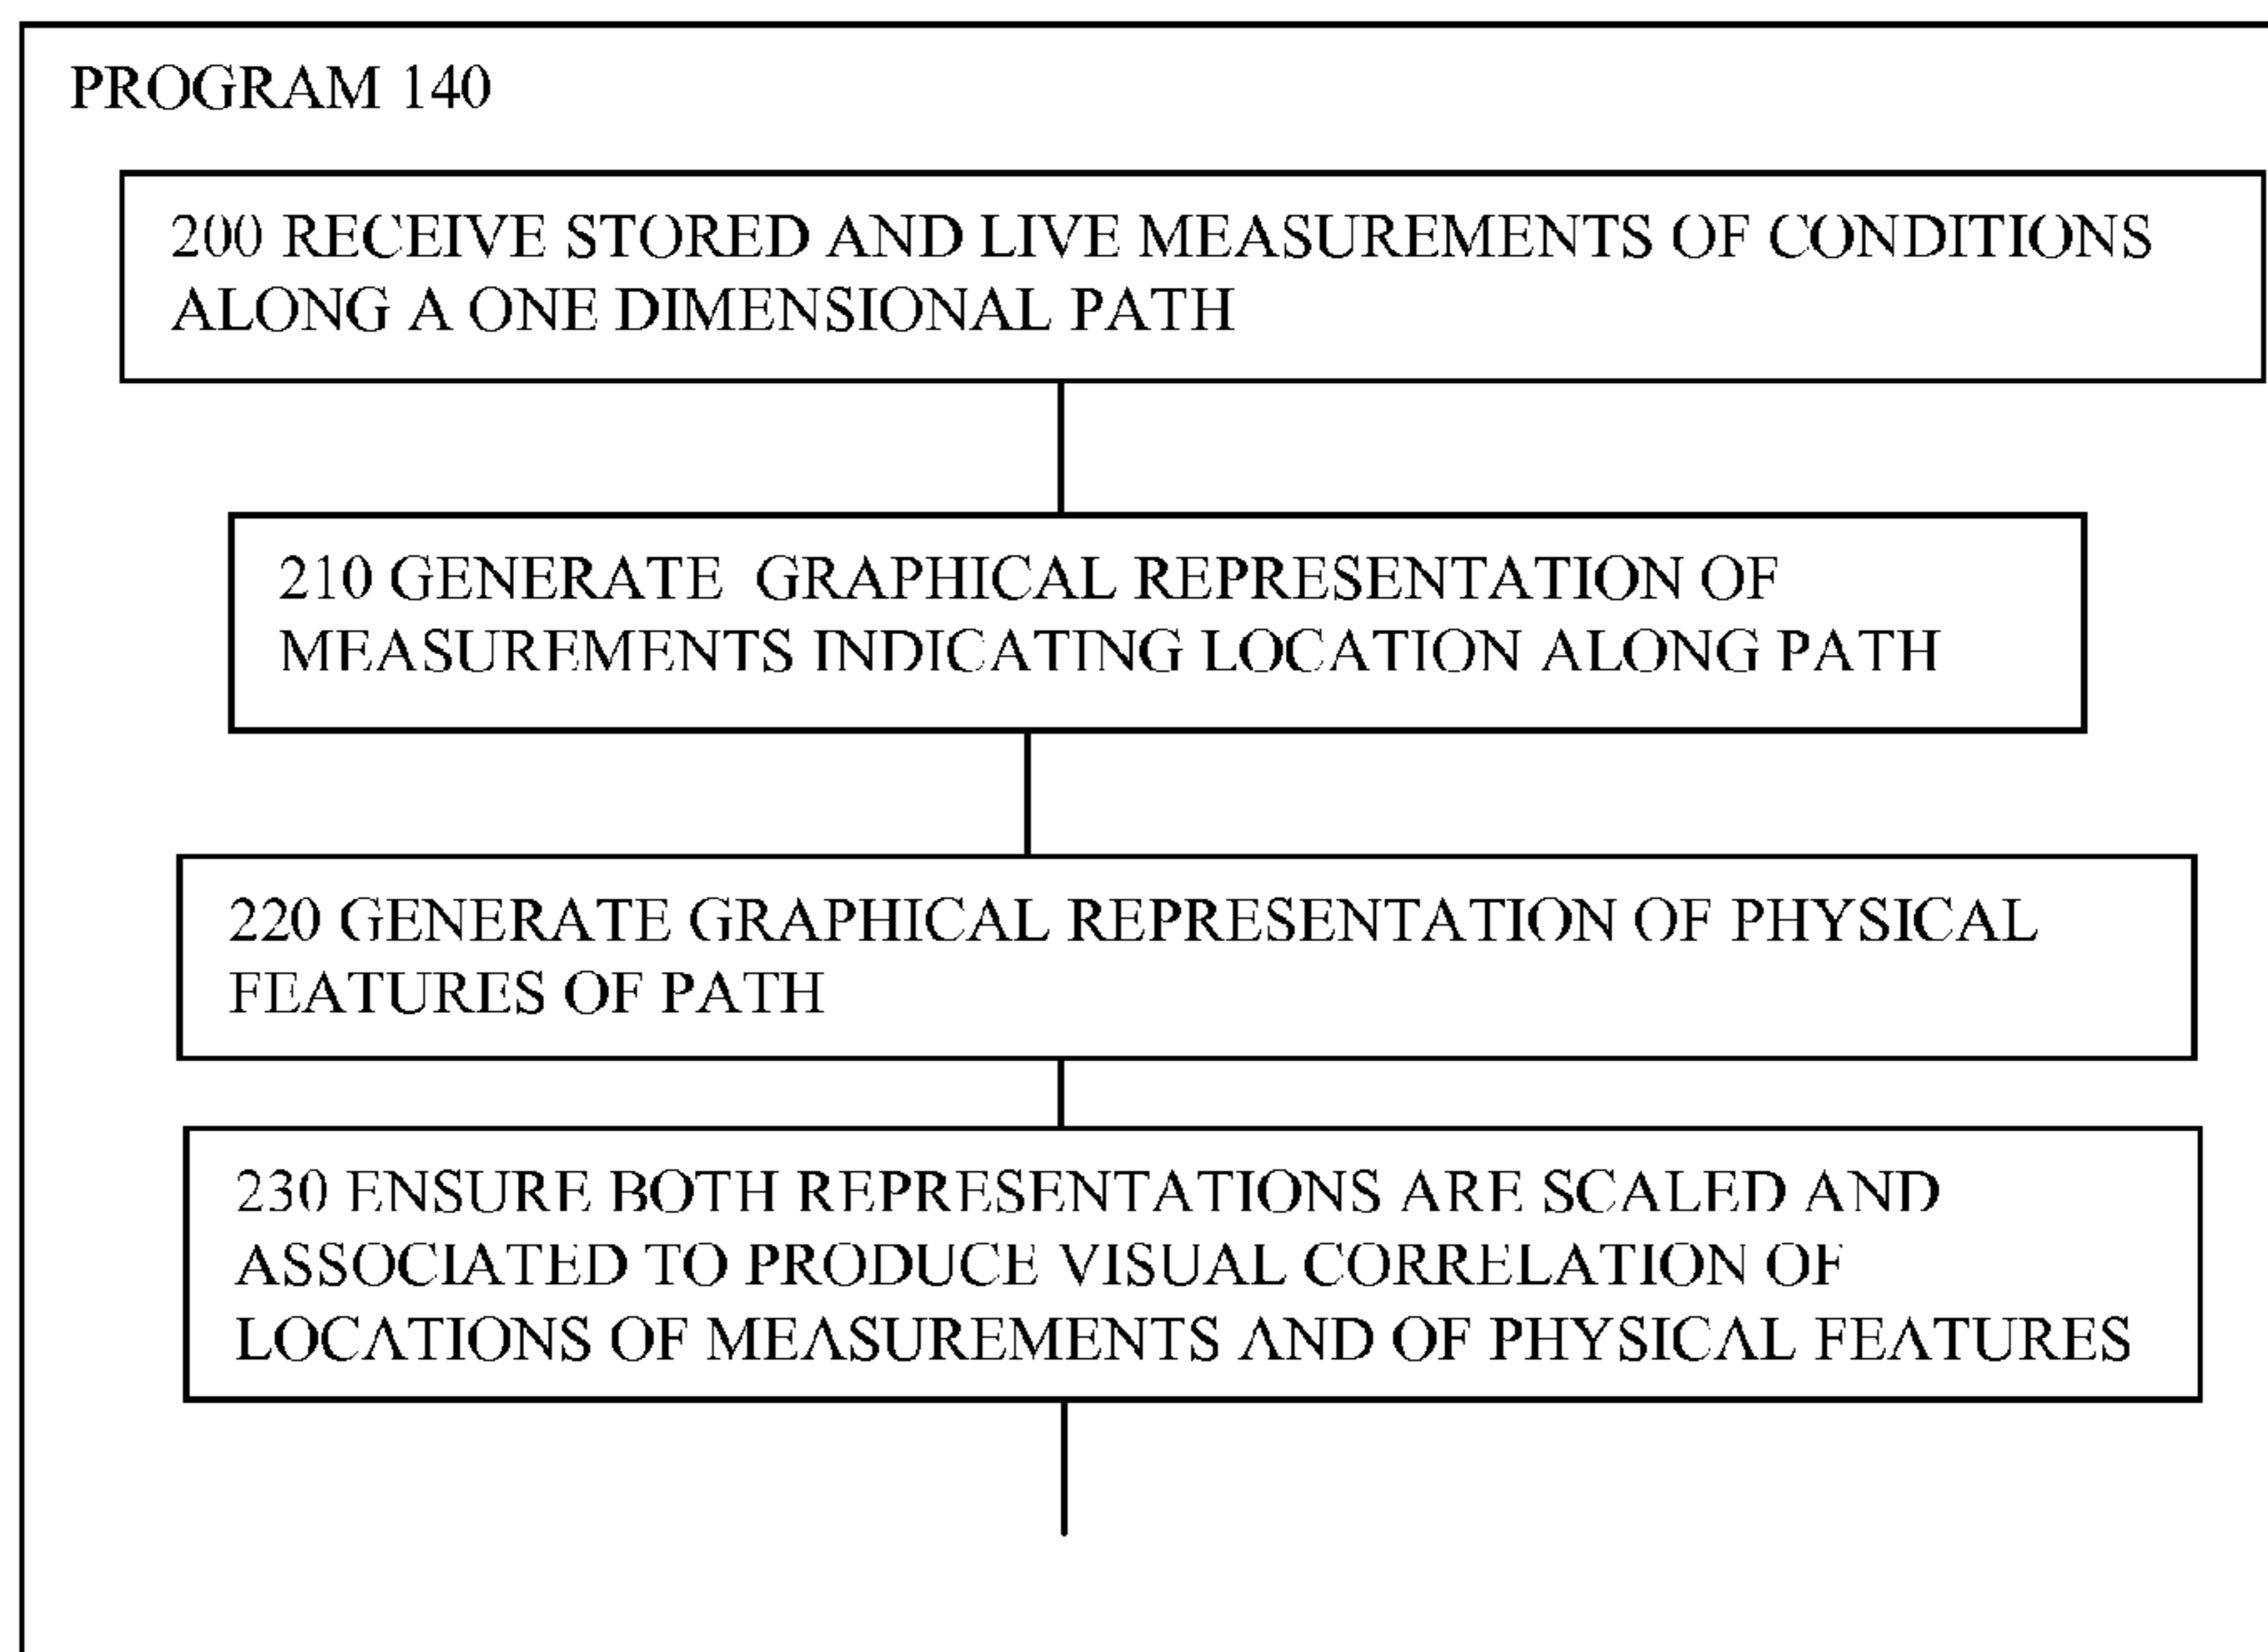 PROGRAM 140
200 RECEIVE STORED AND LIVE MEASUREMENTS OF CONDITIONS
ALONG A ONE DIMENSIONAL PATH
210 GENERATE GRAPHICAL REPRESENTATION OF
MEASUREMENTS INDICATING LOCATION ALONG PATH
220 GENERATE GRAPHICAL REPRESENTATION OF PHYSICAL
FEATURES OF PATH
230 ENSURE BOTH REPRESENTATIONS ARE SCALED AND
ASSOCIATED TO PRODUCE VISUAL CORRELATION OF
LOCATIONS OF MEASUREMENTS AND OF PHYSICAL FEATURES